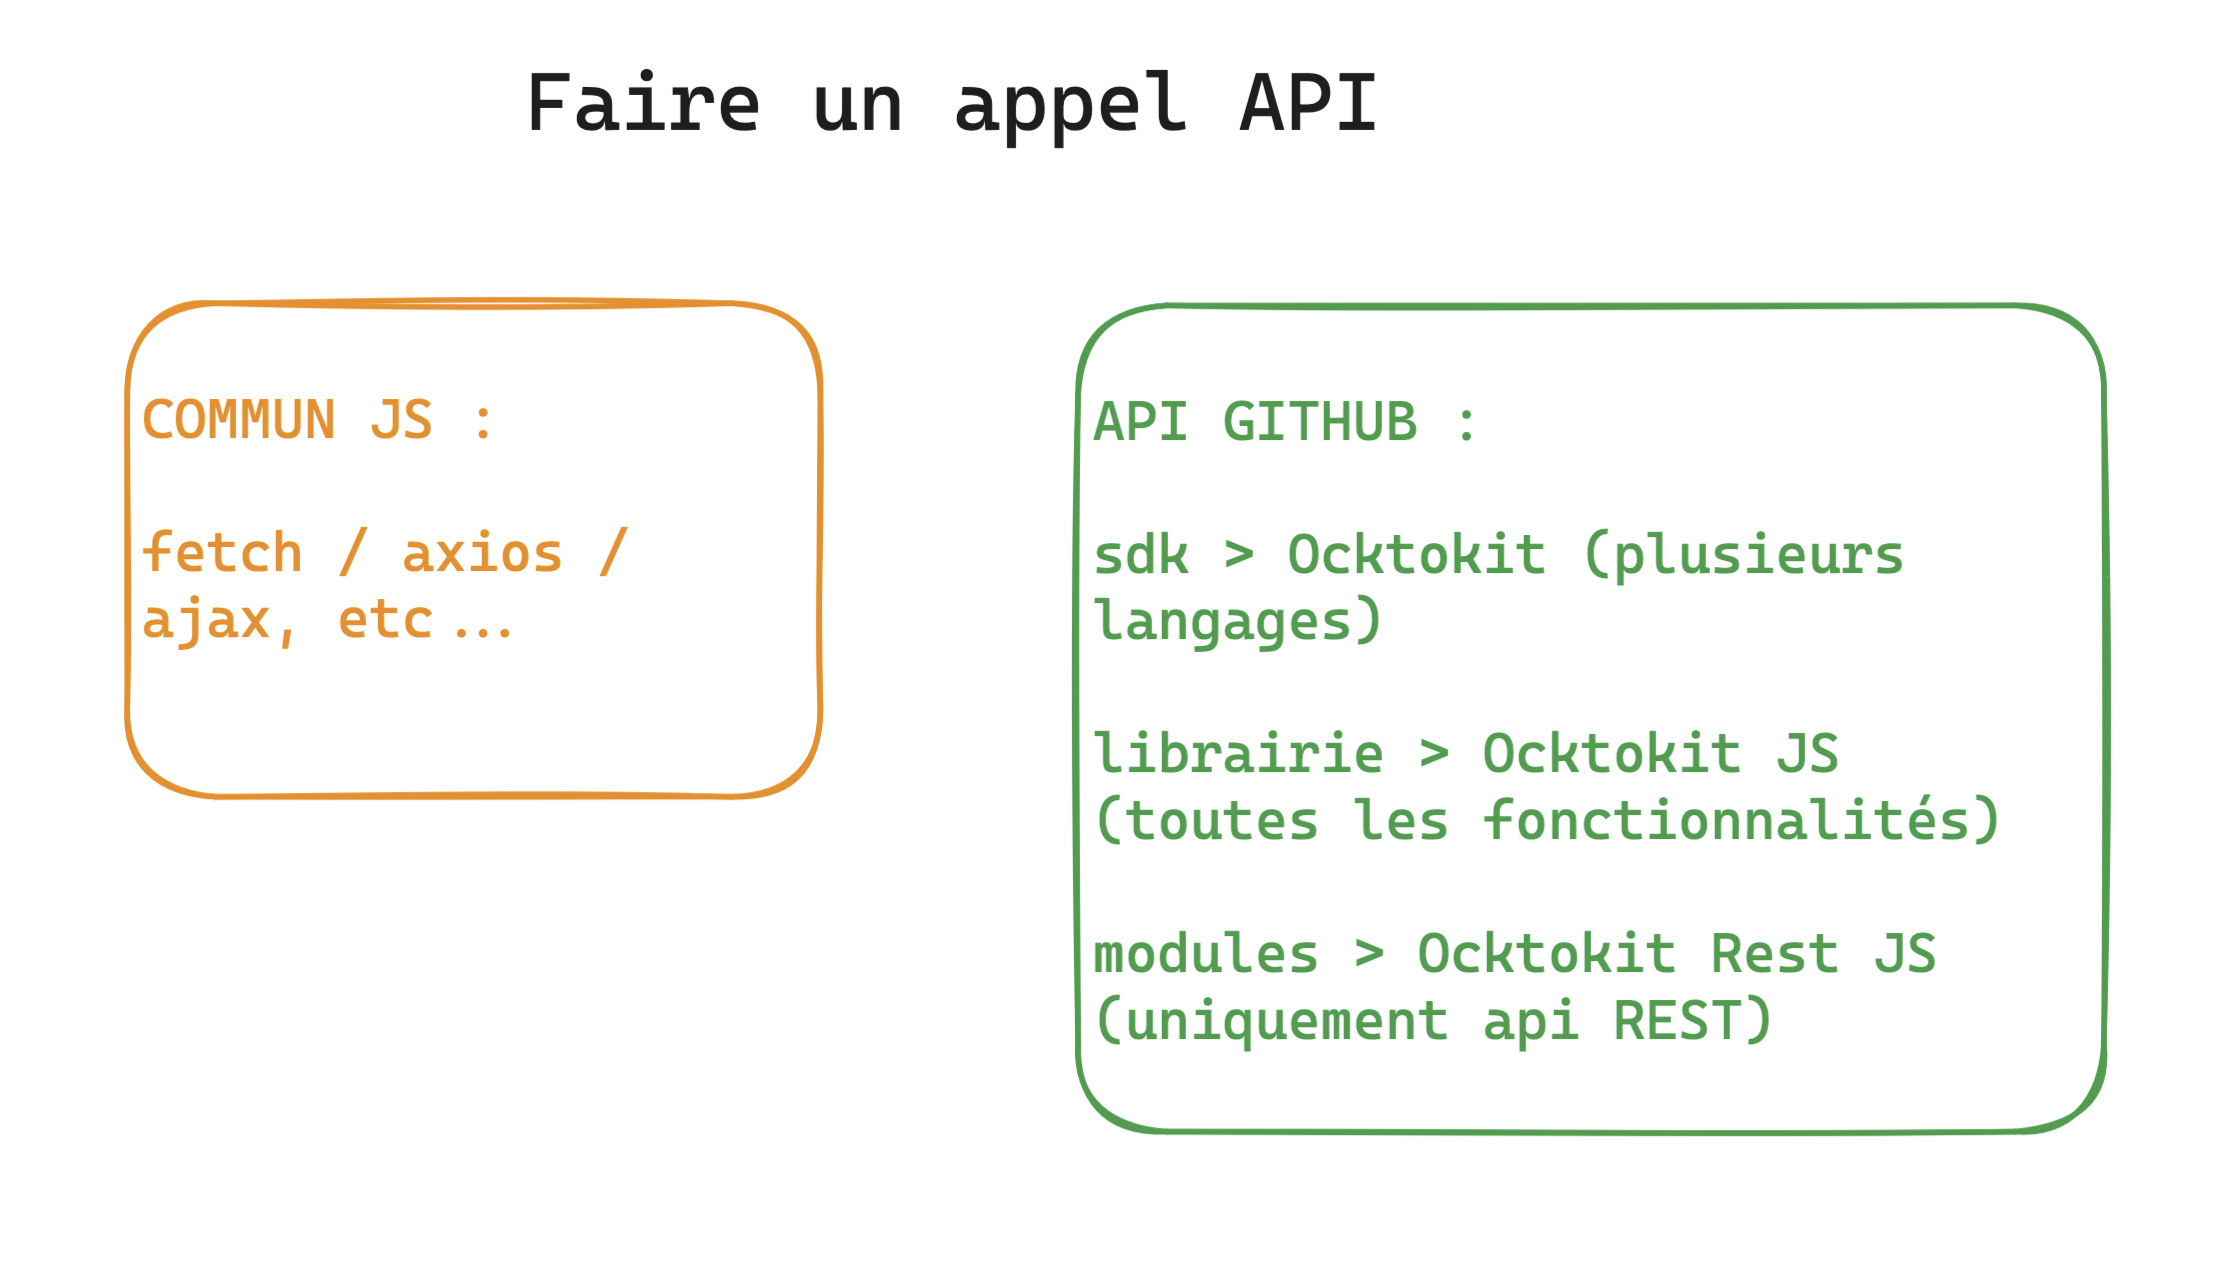 Faire un appel API
COMMUN JS :
fetch / axios /
ajax, etc...
API GITHUB :
sdk > Ocktokit (plusieurs
langages)
librairie > Ocktokit JS
(toutes les fonctionnalités)
modules > Ocktokit Rest JS
(uniquement api REST)